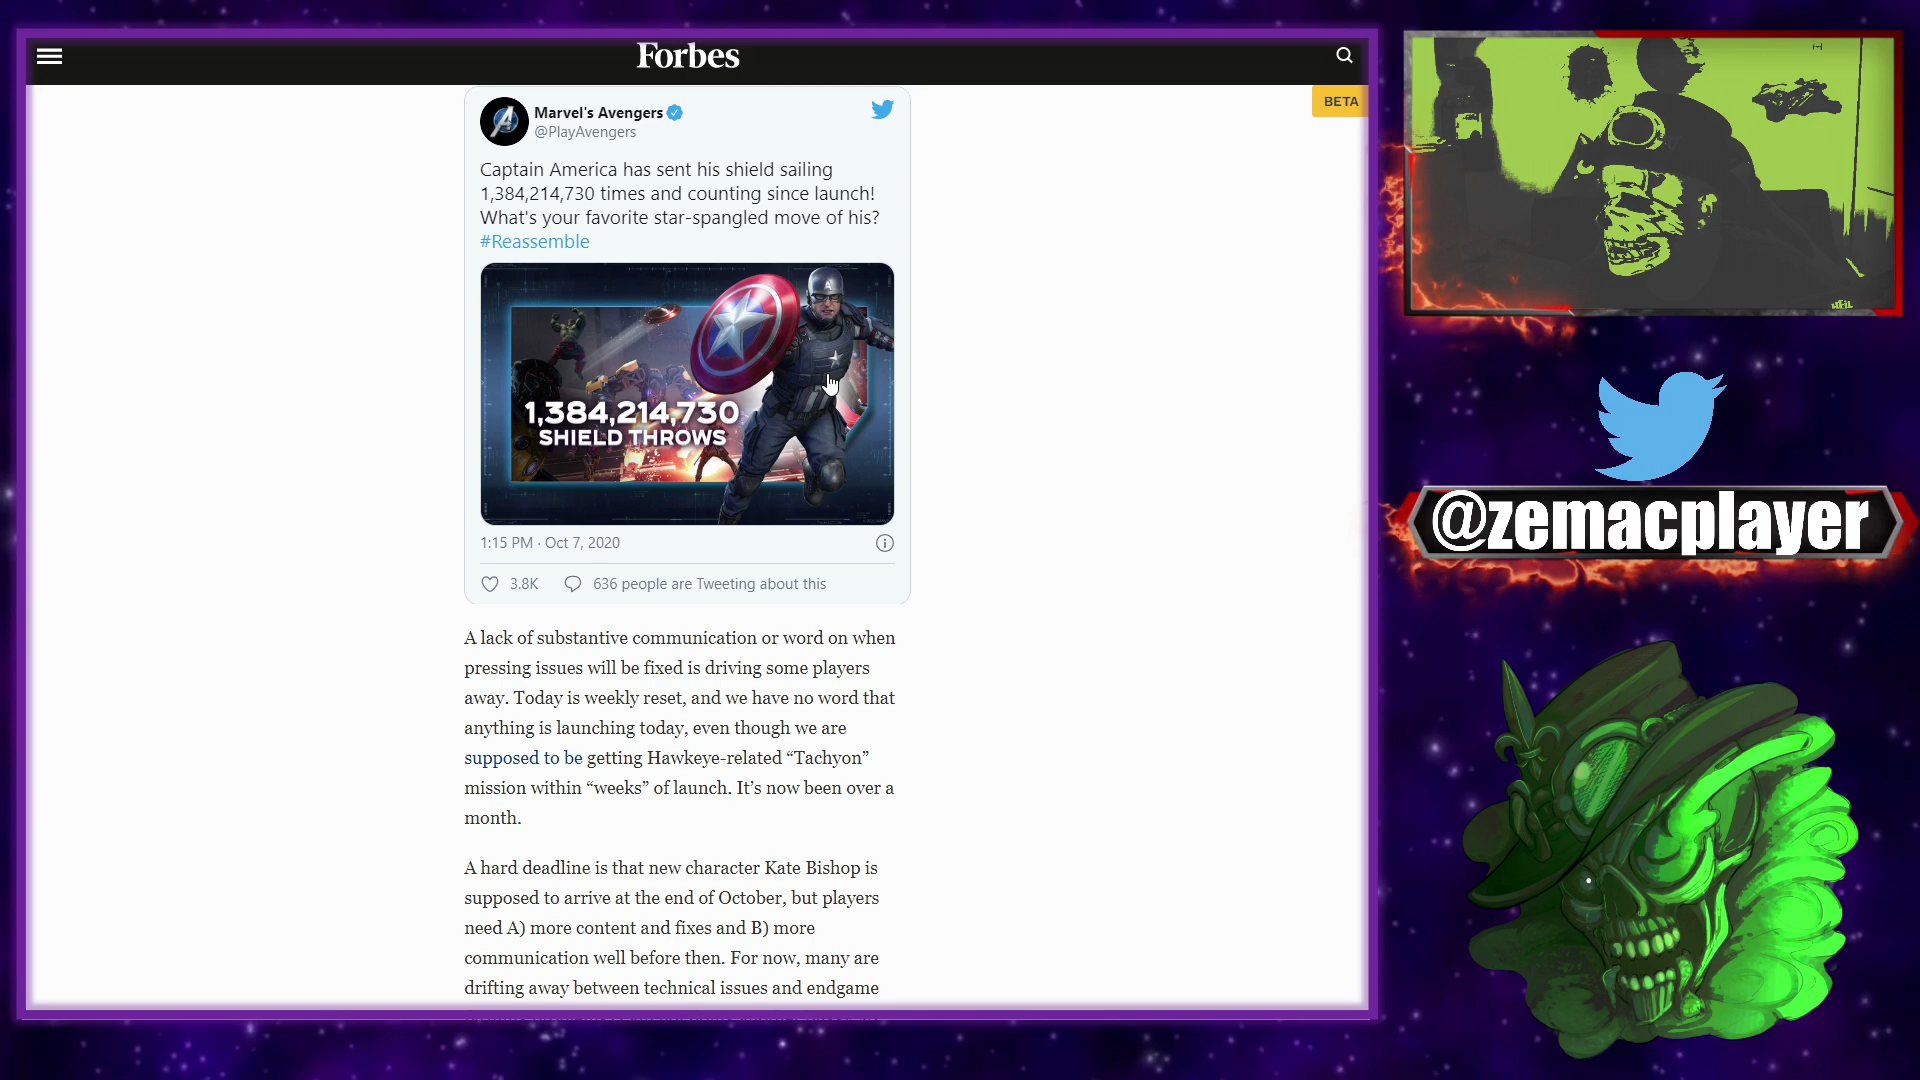 Forbes
BETA
Marvel's Avengers
@PlayAvengers
Captain America has sent his shield sailing
1,384,214,730 times and counting since launch!
What's your favorite star-spangled move of his?
#Reassemble
1,384,214,730
SHIELD THROWS
1:15 PM · Oct 7, 2020
3.8K
636 people are Tweeting about this
A lack of substantive communication or word on when
pressing issues will be fixed is driving some players
away. Today is weekly reset, and we have no word that
anything is launching today, even though we are
supposed to be getting Hawkeye-related “Tachyon”
mission within “weeks” of launch. It’s now been over a
month.
A hard deadline is that new character Kate Bishop is
supposed to arrive at the end of October, but players
need A) more content and fixes and B) more
communication well before then. For now, many are
drifting away between technical issues and endgame
@zemacplayer